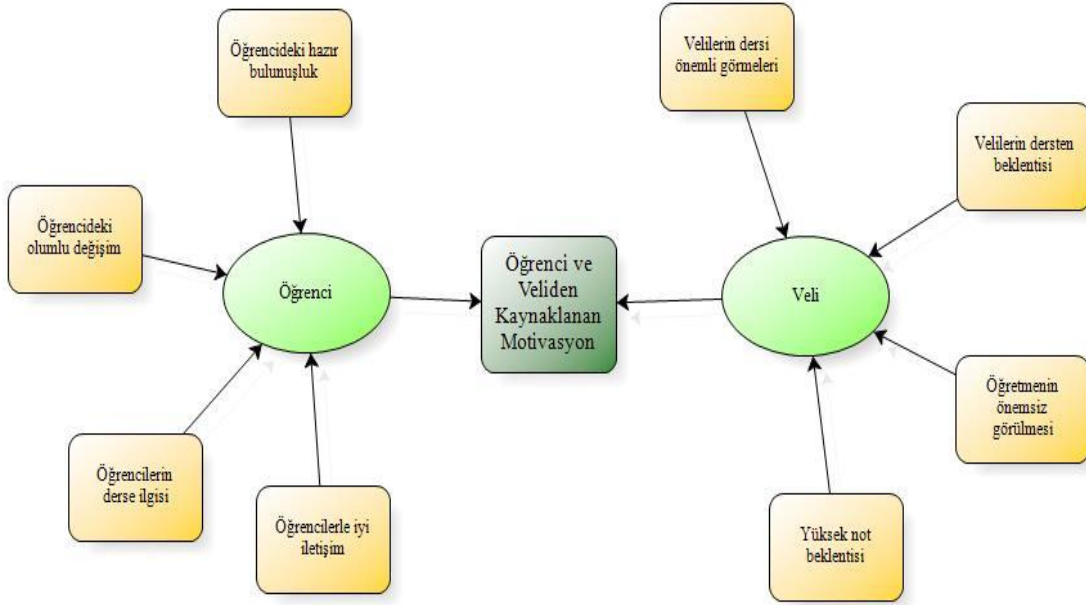 Öğrencideki hazır
bulunuşluk
Velilerin dersi
önemli görmeleri
Velilerin dersten
beklentisi
Öğrencideki
olumlu değişim
Öğrenci
Öğrenci ve
Veliden
Kaynaklanan
Motivasyon
Veli
Öğretmenin
önemsiz
görülmesi
Öğrencilerin
derse ilgisi
Öğrencilerle iyi
iletişim
Yüksek not
beklentisi